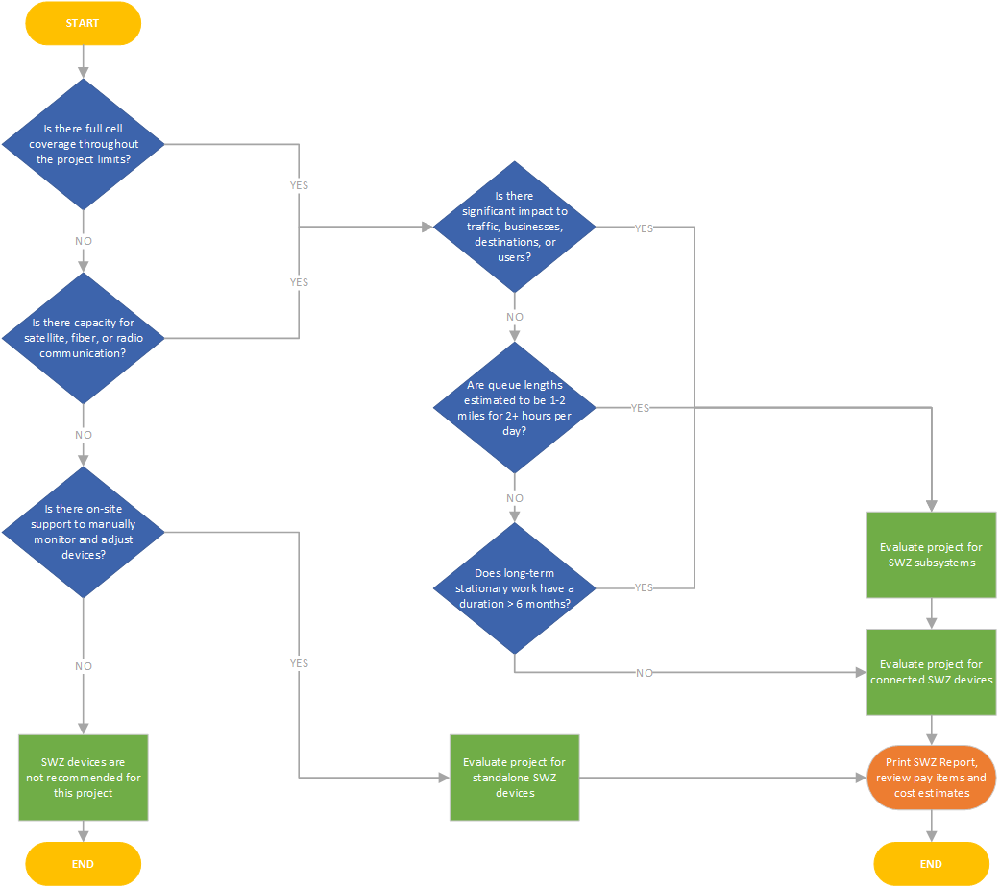 START
Is there full cell
coverage throughout
the project limits?
YES
NO
Is there capacity for
satellite, fiber, or radio
communication?
YES
NO
Is there on-site
support to manually
monitor and adjust
devices?
YES
NO
SWZ devices are
not recommended for
this project
END
Is there
significant impact to
traffic, businesses,
destinations, or
users?
YES
NO
Are queue lengths
estimated to be 1-2
miles for 2+ hours per
day?
YES
NO
Does long-term
stationary work have a
duration > 6 months?
YES
NO
Evaluate project for
standalone SWZ
devices
Evaluate project for
SWZ subsystems
Evaluate project for
connected SWZ devices
Print SWZ Report,
review pay items and
cost estimates
END